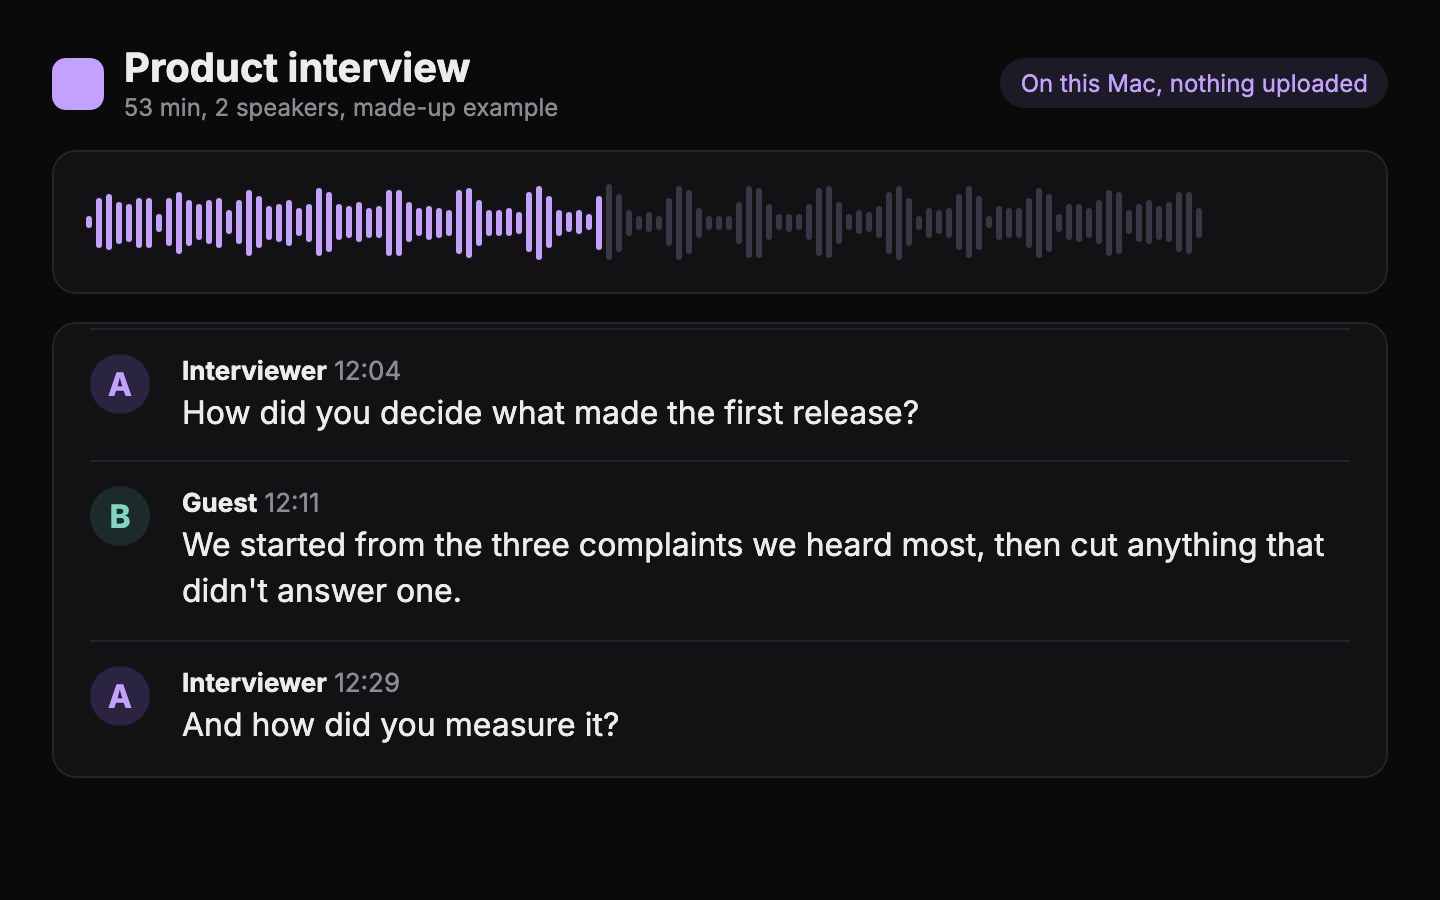 Product interview
53 min, 2 speakers, made-up example
On this Mac, nothing uploaded
A
Interviewer 12:04
How did you decide what made the first release?
B
Guest 12:11
We started from the three complaints we heard most, then cut anything that
didn't answer one.
A
Interviewer 12:29
And how did you measure it?